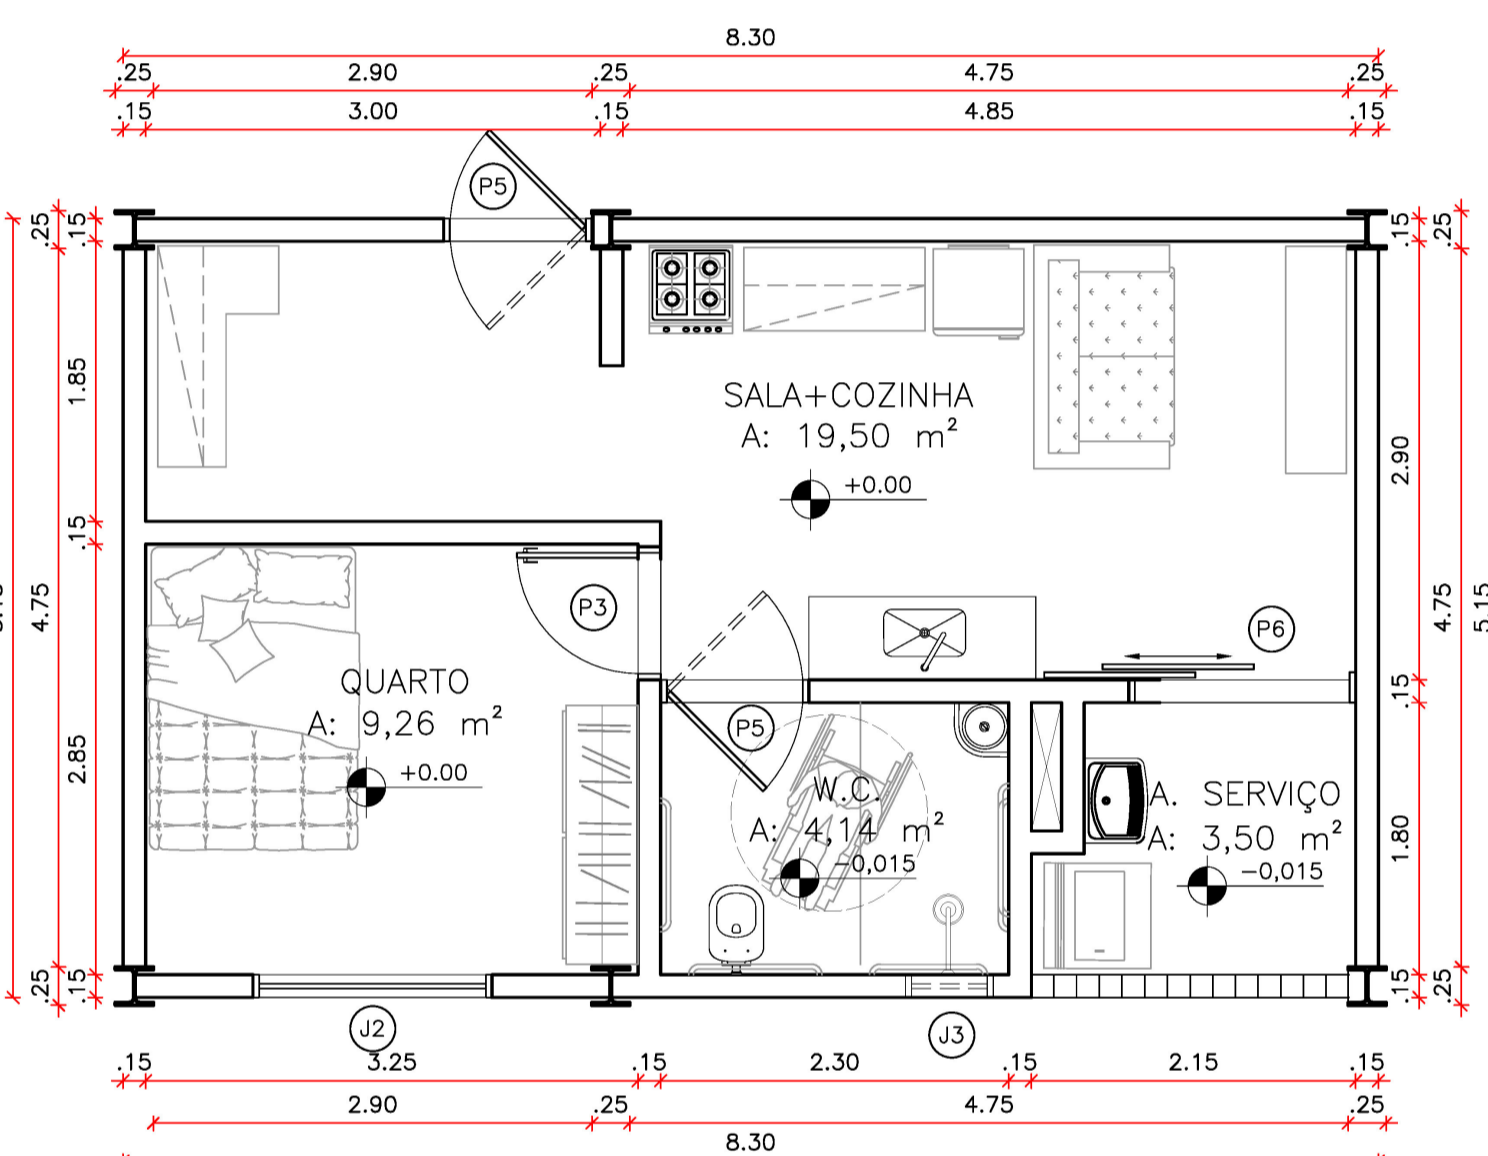 8.30
.25 2.90 .25 4.75 .25
.15 3.00 .15 4.85 .15
P5
.25 .15 .15 .25
1.85
SALA+COZINHA
A: 19,50 m²
+0.00
2.90
.15
4.75
P3
P6
4.75
5.15
QUARTO
A: 9,26 m²
+0.00
P5
.15
2.85
W.C.
A: 4,14 m²
-0,015
A. SERVIÇO
A: 3,50 m²
-0,015
1.80
.25 .15 .15 .25
J2
J3
.15 3.25 .15 2.30 .15 2.15 .15
2.90 .25 4.75 .25
8.30